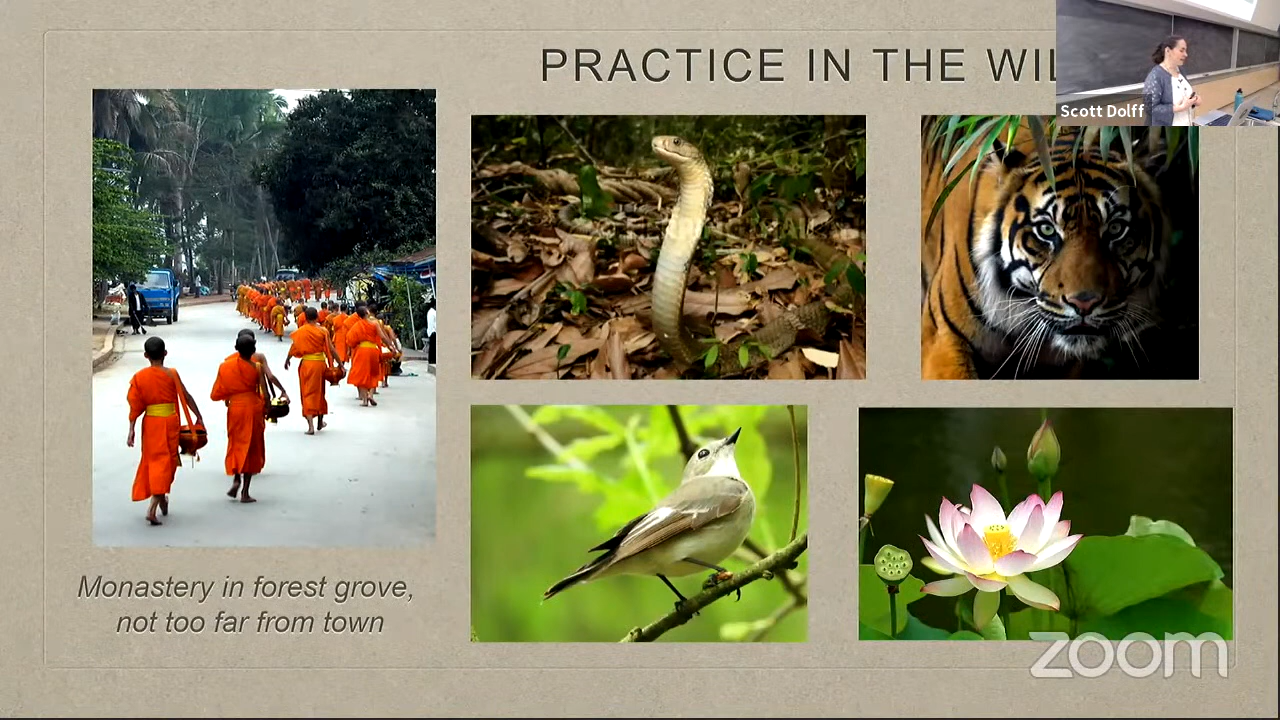 PRACTICE IN THE WIL
Scott Dolff
Monastery in forest grove,
not too far from town
zoom